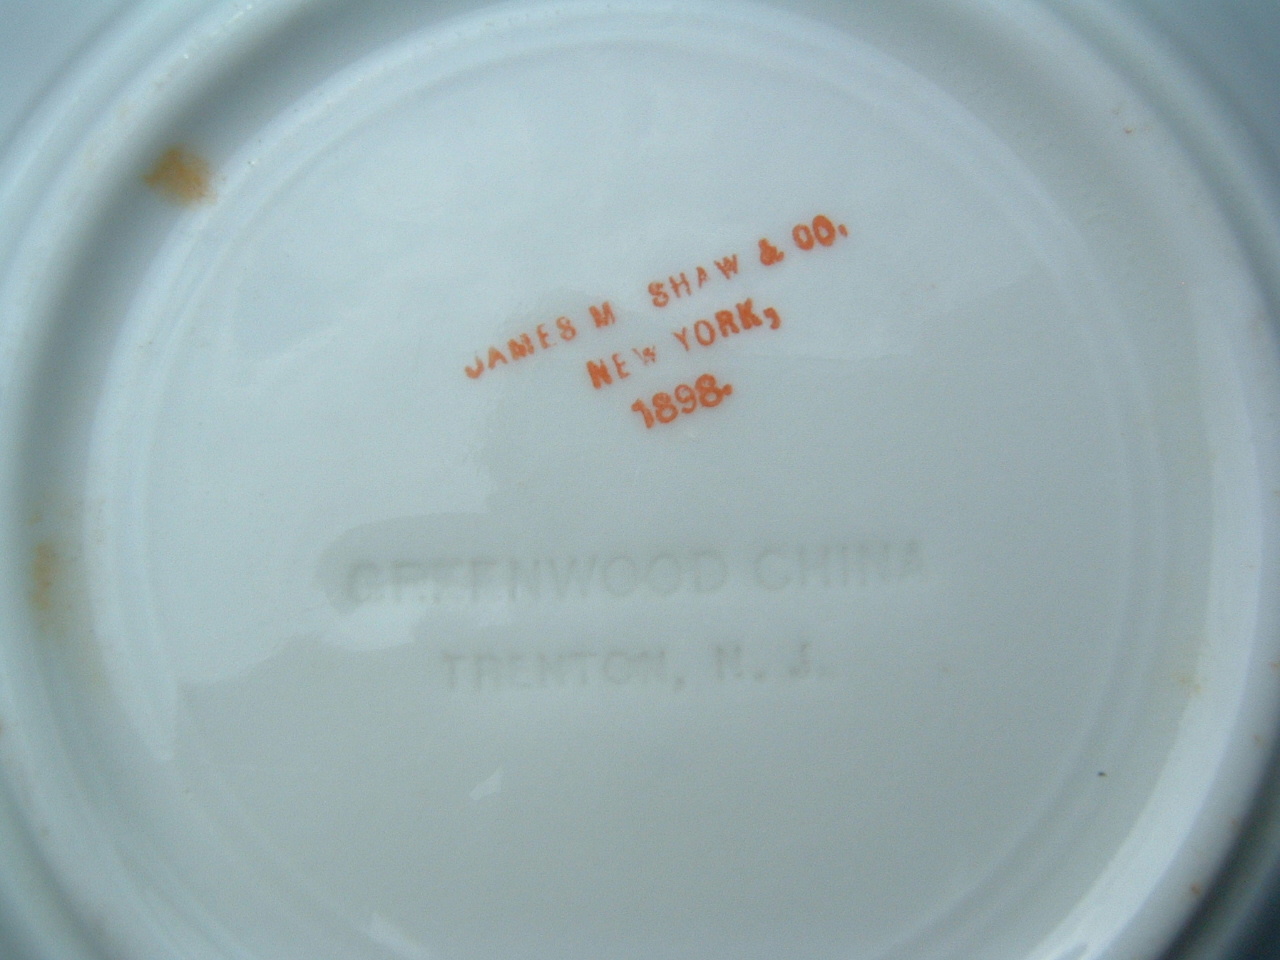 JAMES M SHAW & CO.
NEW YORK,
1898.
GREENWOOD CHINA
TRENTON, N. J.